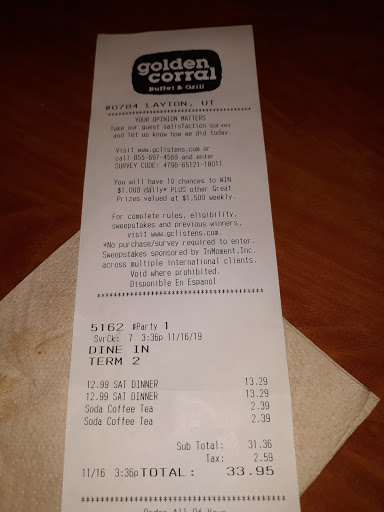 golden
corral
Buffet & Grill
#0784 LAYTON, UT
********************************
YOUR OPINION MATTERS
Take our guest satisfaction survey
and let us know how we did today.
Visit www.gclistens.com or
call 855-697-4569 and enter
SURVEY CODE: 4796-65121-18011
You will have 10 chances to WIN
$1,000 daily* PLUS other Great
Prizes valued at $1,500 weekly.
For complete rules, eligibility,
sweepstakes and previous winners,
visit www.gclistens.com.
*No purchase/survey required to enter.
Sweepstakes sponsored by InMoment,Inc.
across multiple international clients.
Void where prohibited.
Disponible En Espanol
********************************
5162 #Party 1
SvrCk: 7 3:36p 11/16/19
DINE IN
TERM 2
12.99 SAT DINNER 13.29
12.99 SAT DINNER 13.29
Soda Coffee Tea 2.39
Soda Coffee Tea 2.39
Sub Total: 31.36
Tax: 2.59
11/16 3:36p TOTAL: 33.95
********************************